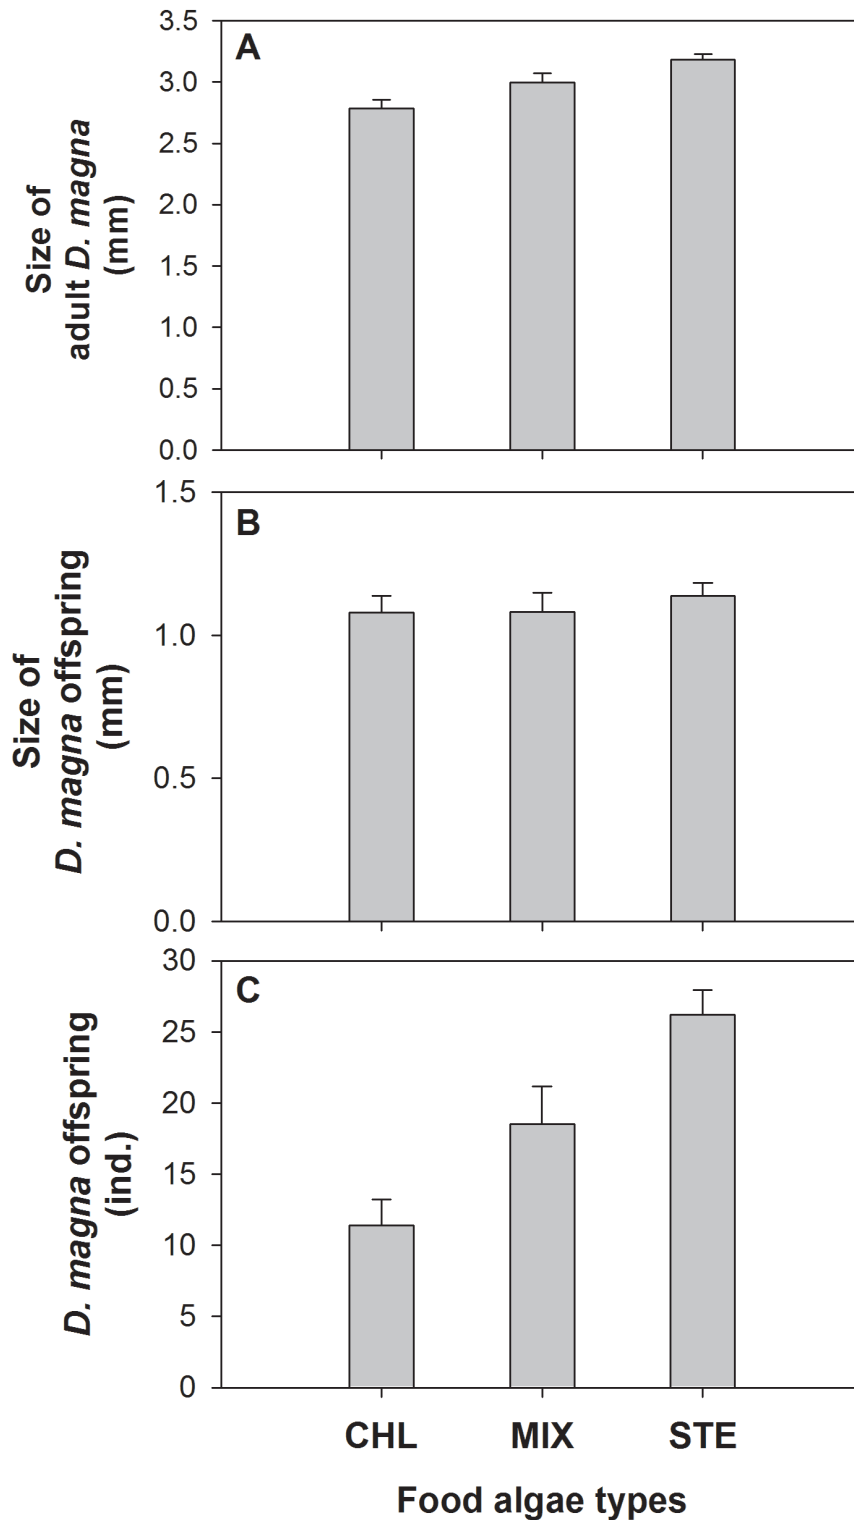 A
Size of
adult D. magna
(mm)
3.5
3.0
2.5
2.0
1.5
1.0
0.5
0.0
B
Size of
D. magna offspring
(mm)
1.5
1.0
0.5
0.0
C
D. magna offspring
(ind.)
30
25
20
15
10
5
0
CHL MIX STE
Food algae types